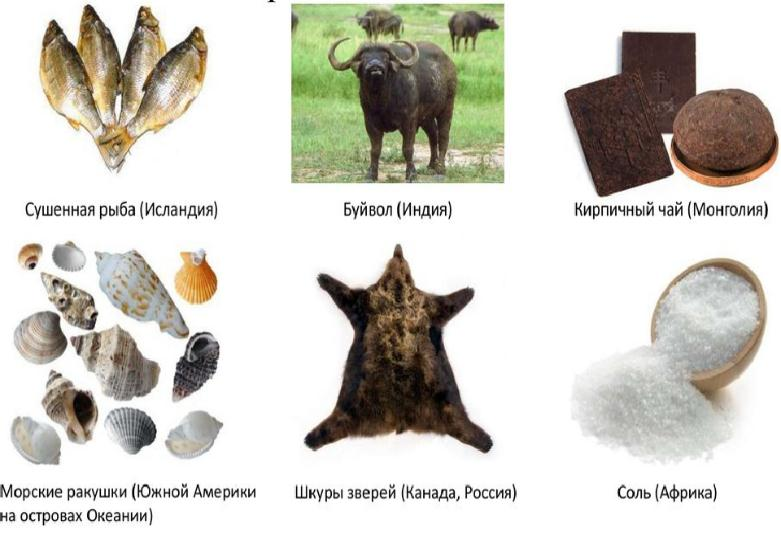 Сушенная рыба (Исландия)
Буйвол (Индия)
Кирпичный чай (Монголия)
Морские ракушки (Южной Америки
на островах Океании)
Шкуры зверей (Канада, Россия)
Соль (Африка)